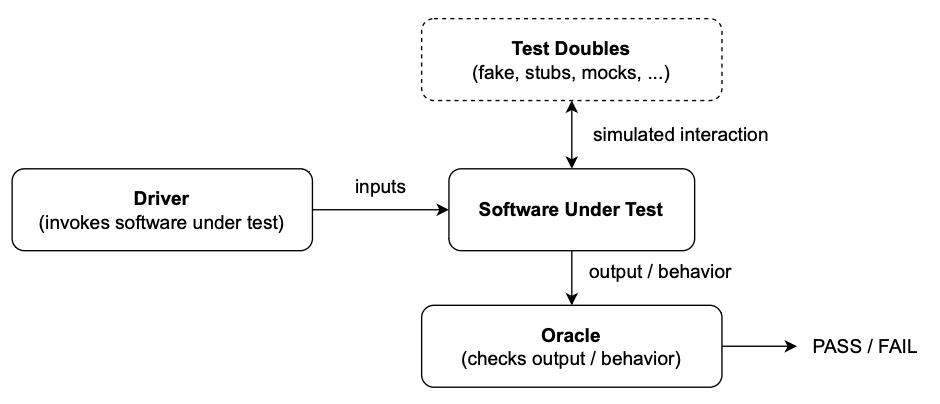 Test Doubles
(fake, stubs, mocks, ...)
simulated interaction
Driver
(invokes software under test)
inputs
Software Under Test
output / behavior
Oracle
(checks output / behavior)
PASS / FAIL